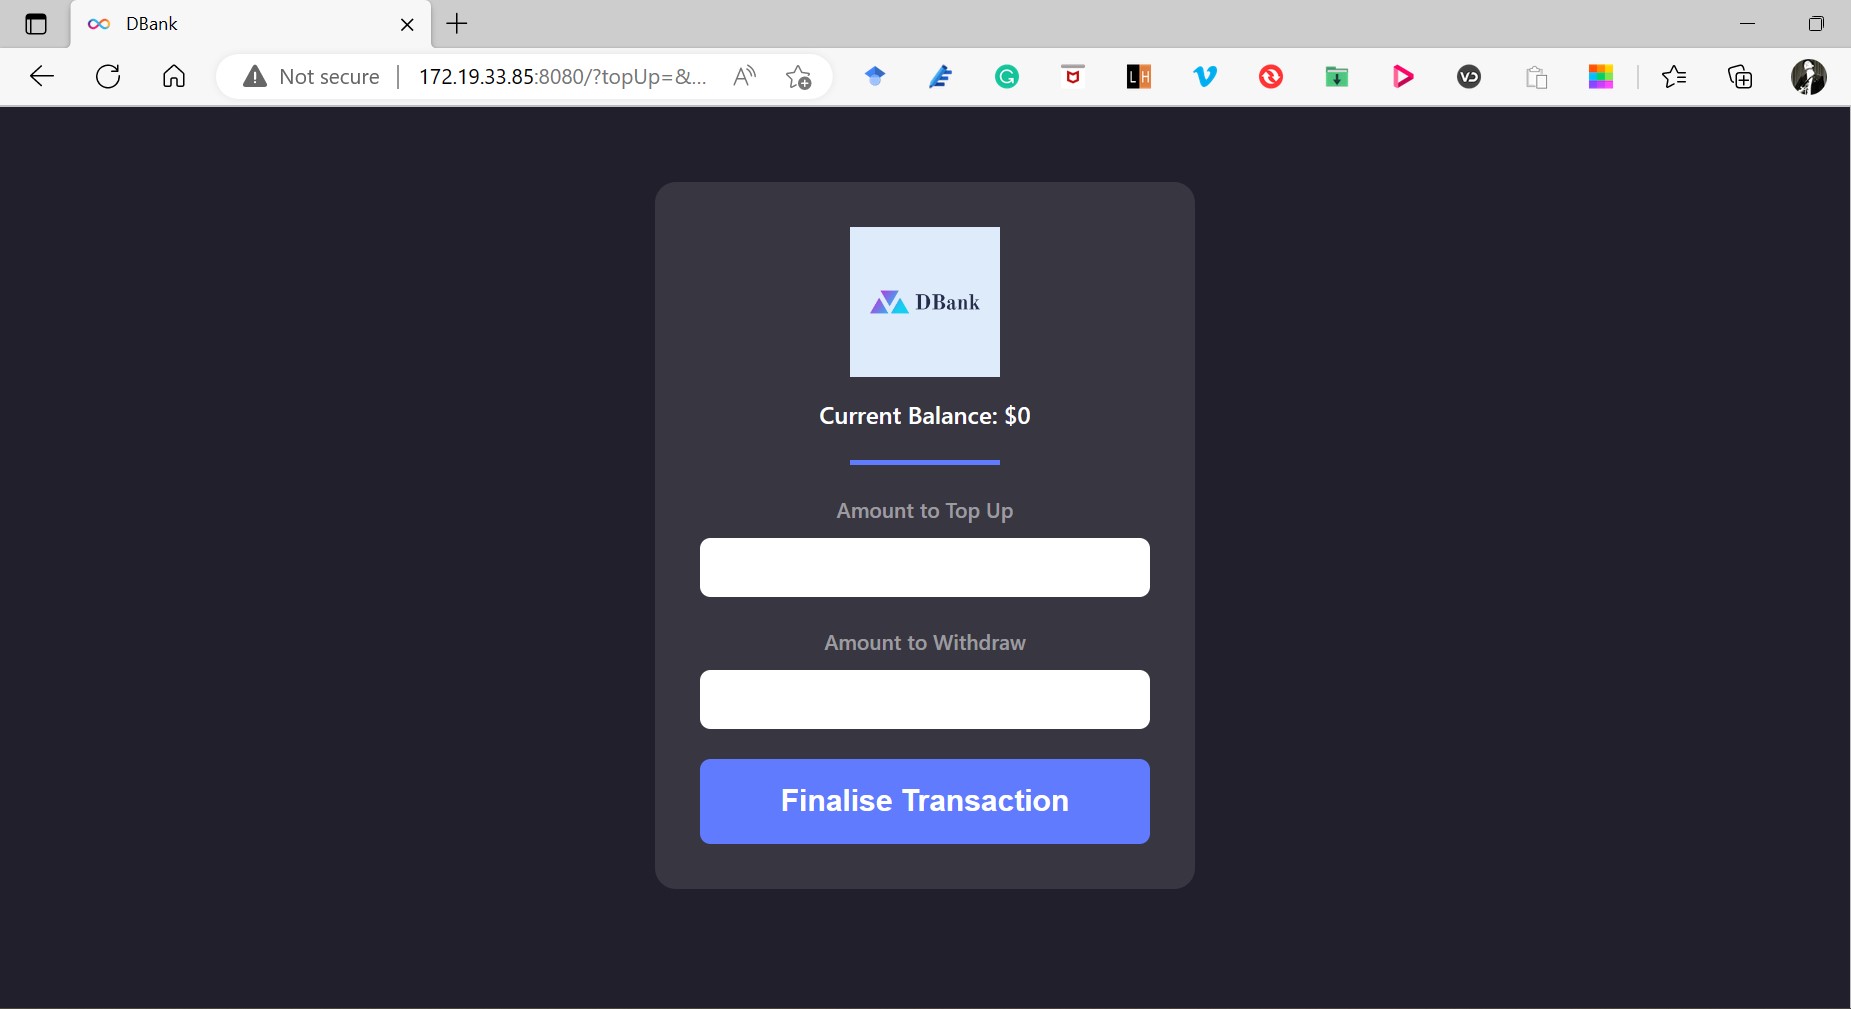 DBank
Not secure
172.19.33.85:8080/?topUp=&...
DBank
Current Balance: $0
Amount to Top Up
Amount to Withdraw
Finalise Transaction